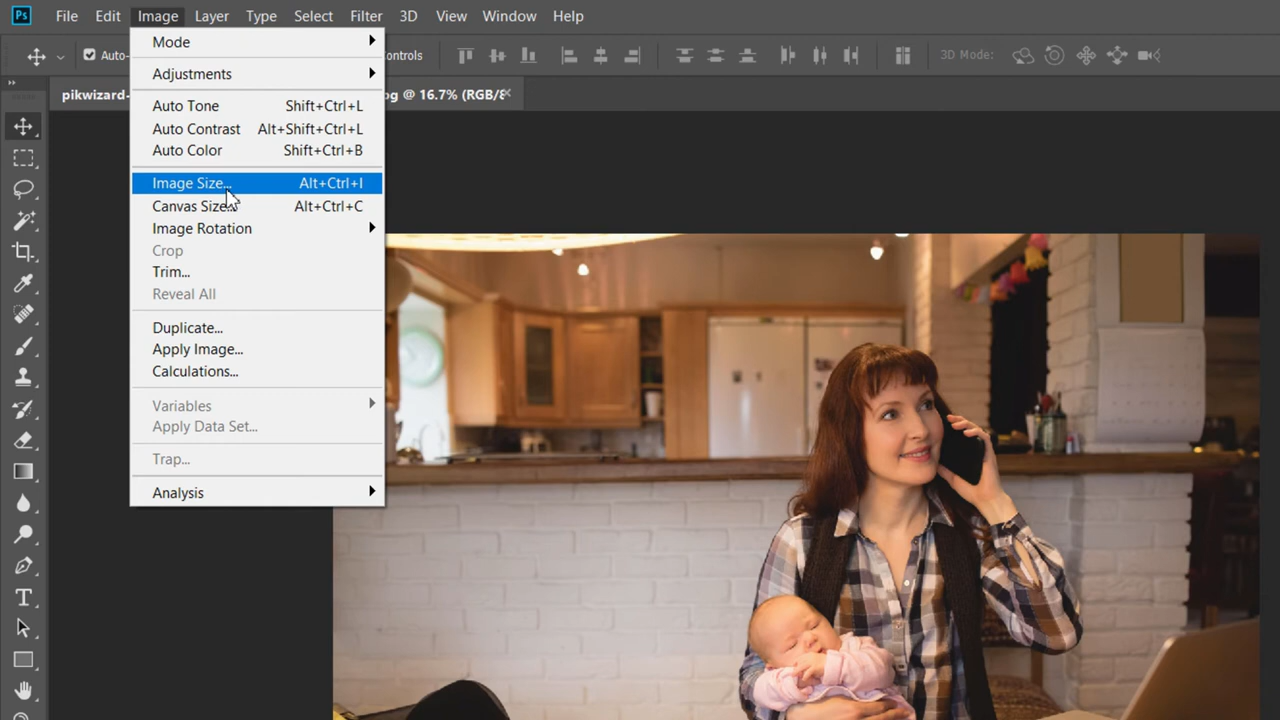 Ps File Edit Image Layer Type Select Filter 3D View Window Help
Auto- ontrols 3D Mode:
pikwizard- og @ 16.7% (RGB/8
Mode
Adjustments
Auto Tone Shift+Ctrl+L
Auto Contrast Alt+Shift+Ctrl+L
Auto Color Shift+Ctrl+B
Image Size... Alt+Ctrl+I
Canvas Size... Alt+Ctrl+C
Image Rotation
Crop
Trim...
Reveal All
Duplicate...
Apply Image...
Calculations...
Variables
Apply Data Set...
Trap...
Analysis